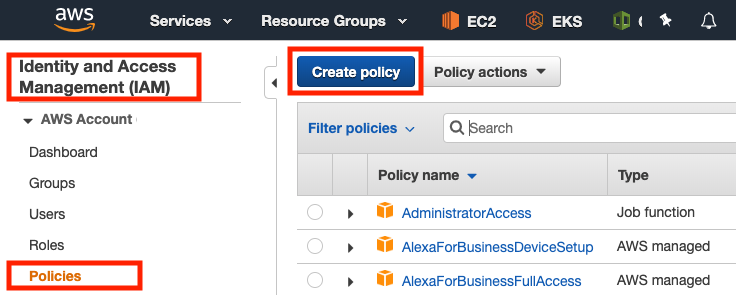 aws Services Resource Groups EC2 EKS
Identity and Access
Management (IAM)
Create policy Policy actions
AWS Account
Filter policies Search
Dashboard
Policy name Type
Groups
AdministratorAccess Job function
Users
Roles
AlexaForBusinessDeviceSetup AWS managed
Policies
AlexaForBusinessFullAccess AWS managed